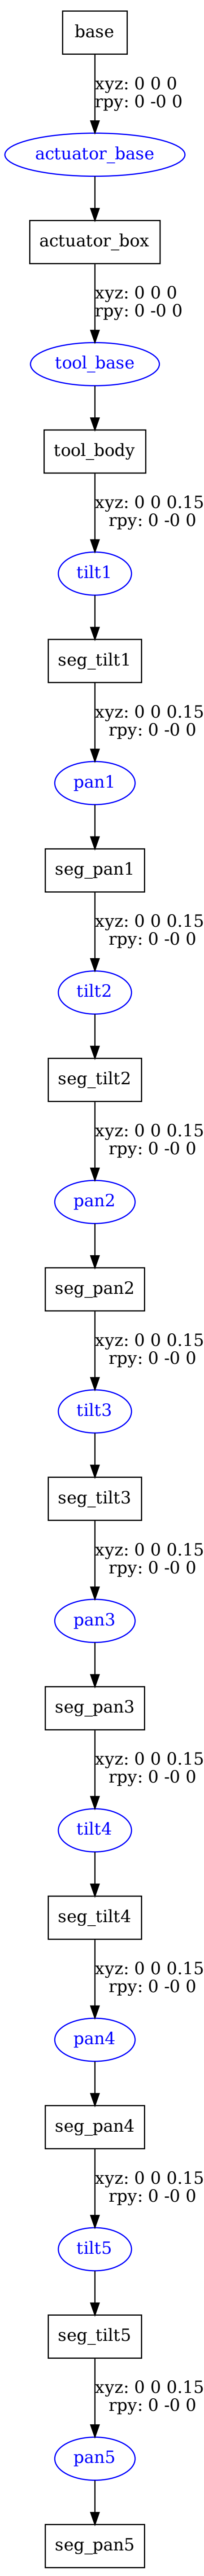 base
xyz: 0 0 0
rpy: 0 -0 0
actuator_base
actuator_box
xyz: 0 0 0
rpy: 0 -0 0
tool_base
tool_body
xyz: 0 0 0.15
rpy: 0 -0 0
tilt1
seg_tilt1
xyz: 0 0 0.15
rpy: 0 -0 0
pan1
seg_pan1
xyz: 0 0 0.15
rpy: 0 -0 0
tilt2
seg_tilt2
xyz: 0 0 0.15
rpy: 0 -0 0
pan2
seg_pan2
xyz: 0 0 0.15
rpy: 0 -0 0
tilt3
seg_tilt3
xyz: 0 0 0.15
rpy: 0 -0 0
pan3
seg_pan3
xyz: 0 0 0.15
rpy: 0 -0 0
tilt4
seg_tilt4
xyz: 0 0 0.15
rpy: 0 -0 0
pan4
seg_pan4
xyz: 0 0 0.15
rpy: 0 -0 0
tilt5
seg_tilt5
xyz: 0 0 0.15
rpy: 0 -0 0
pan5
seg_pan5